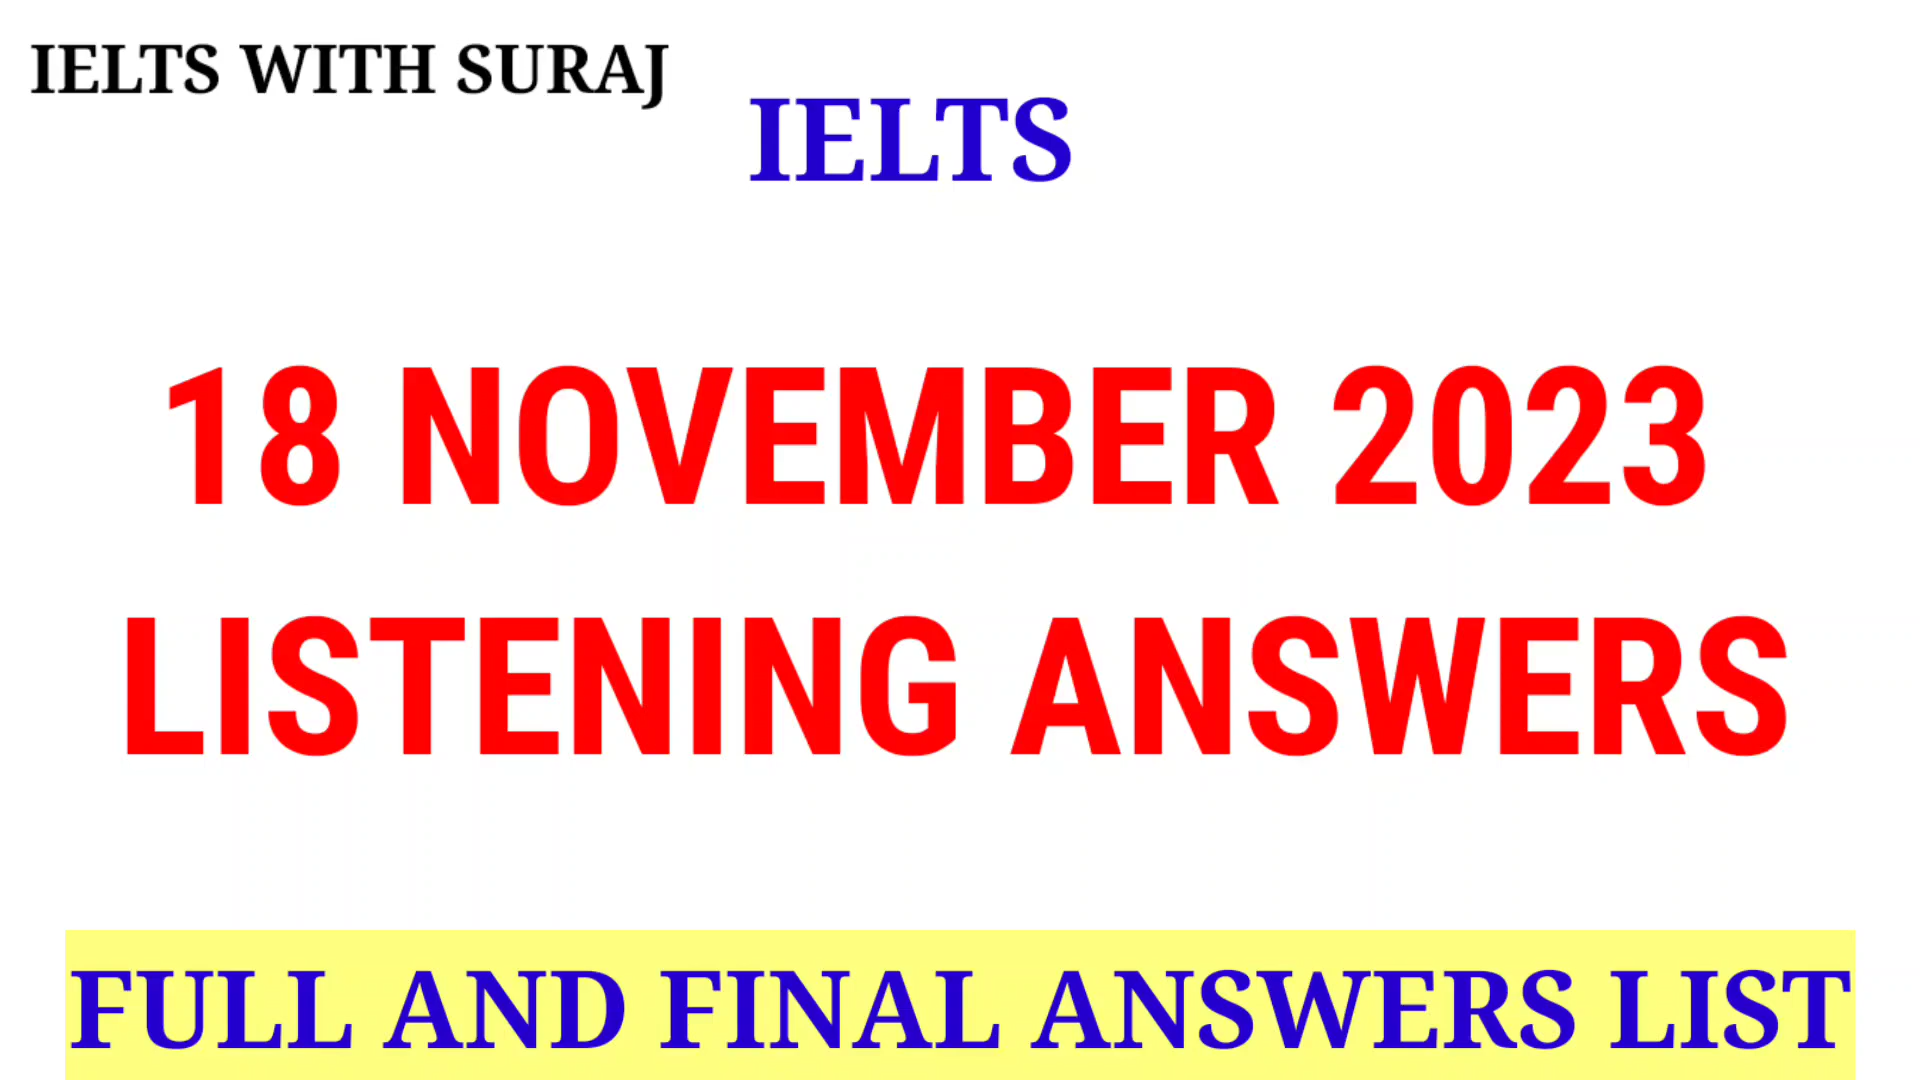 IELTS WITH SURAJ
IELTS
18 NOVEMBER 2023
LISTENING ANSWERS
FULL AND FINAL ANSWERS LIST